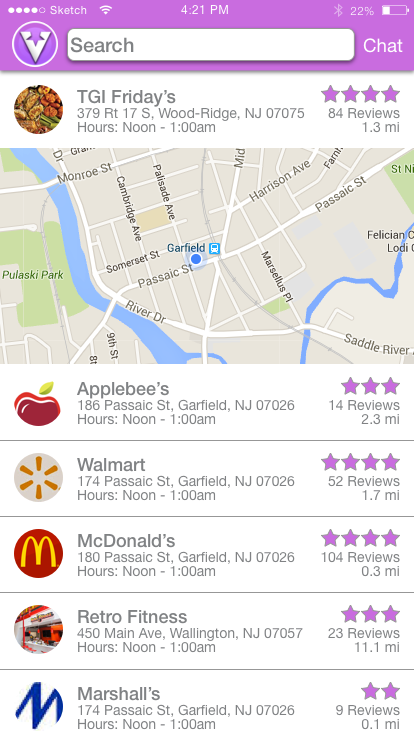 Sketch 4:21 PM 22%
V Search Chat
TGI Friday's
379 Rt 17 S, Wood-Ridge, NJ 07075 84 Reviews
Hours: Noon - 1:00am 1.3 mi
Dr
Gran
Monroe St
Mid
Farn
Harrison Ave
Palisade Ave
Cambridge Ave
Passaic St
St Ni
Felician C
Lodi C
Garfield
Somerset St
Passaic St
Marsellus Pl
Pulaski Park
River Dr
9th St
8th St
Saddle River A
Applebee's
186 Passaic St, Garfield, NJ 07026 14 Reviews
Hours: Noon - 1:00am 2.3 mi
Walmart
174 Passaic St, Garfield, NJ 07026 52 Reviews
Hours: Noon - 1:00am 1.7 mi
McDonald's
180 Passaic St, Garfield, NJ 07026 104 Reviews
Hours: Noon - 1:00am 0.3 mi
Retro Fitness
450 Main Ave, Wallington, NJ 07057 23 Reviews
Hours: Noon - 1:00am 11.1 mi
Marshall's
174 Passaic St, Garfield, NJ 07026 9 Reviews
Hours: Noon - 1:00am 0.1 mi